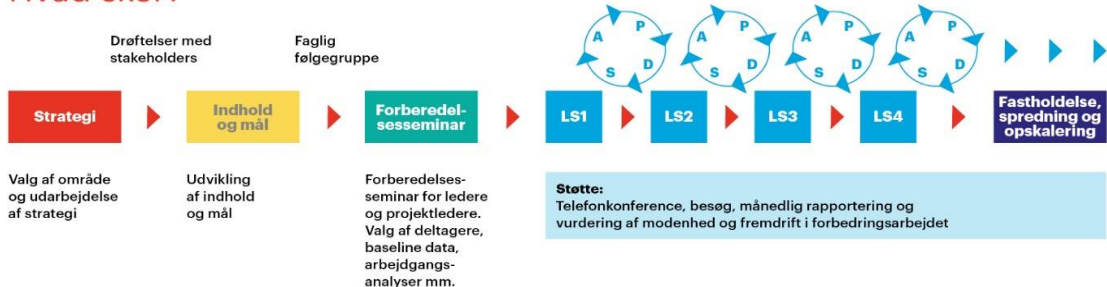 Drøftelser med
stakeholders
Faglig
følgegruppe
A P D S
A P D S
A P D S
A P D S
Strategi
Indhold
og mål
Forberedel-
sesseminar
LS1
LS2
LS3
LS4
Fastholdelse,
spredning og
opskalering
Valg af område
og udarbejdelse
af strategi
Udvikling
af indhold
og mål
Forberedelses-
seminar for ledere
og projektledere.
Valg af deltagere,
baseline data,
arbejdgangs-
analyser mm.
Støtte:
Telefonkonference, besøg, månedlig rapportering og
vurdering af modenhed og fremdrift i forbedringsarbejdet